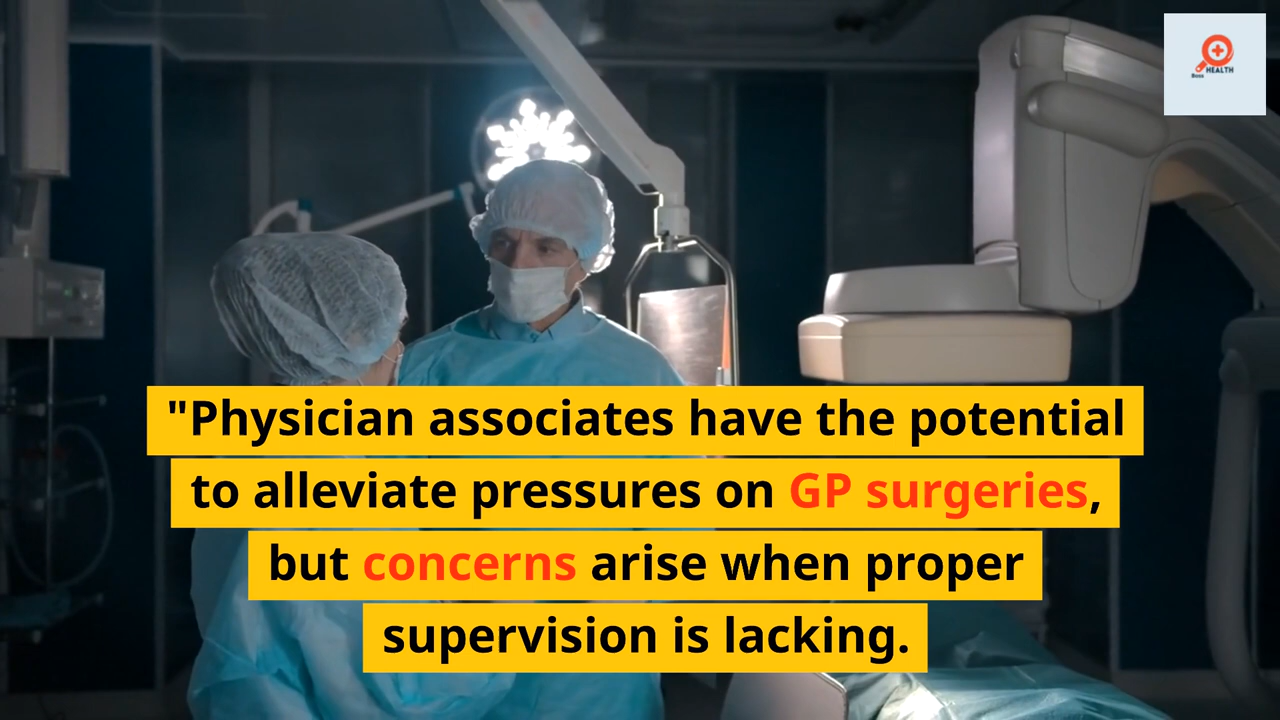 Boss
HEALTH
"Physician associates have the potential
to alleviate pressures on GP surgeries,
but concerns arise when proper
supervision is lacking.